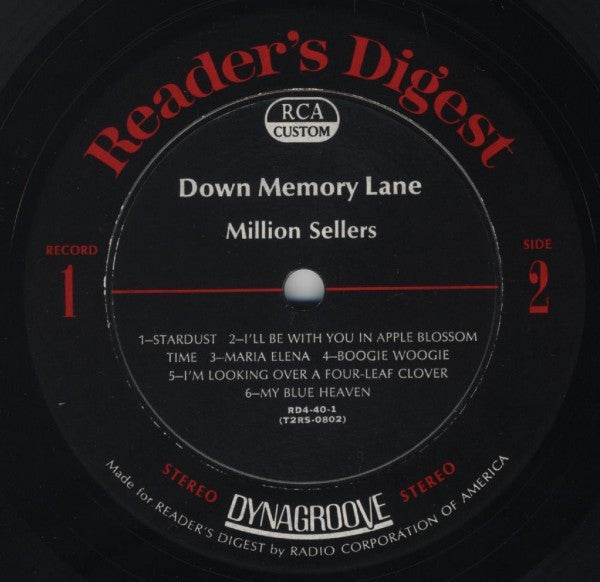 Reader's Digest
RCA
CUSTOM
Down Memory Lane
Million Sellers
RECORD
1
SIDE
2
1—STARDUST 2—I'LL BE WITH YOU IN APPLE BLOSSOM
TIME 3—MARIA ELENA 4—BOOGIE WOOGIE
5—I'M LOOKING OVER A FOUR-LEAF CLOVER
6—MY BLUE HEAVEN
RD4-40-1
(T2RS-0802)
STEREO
DYNAGROOVE
STEREO
Made for READER'S DIGEST by RADIO CORPORATION OF AMERICA